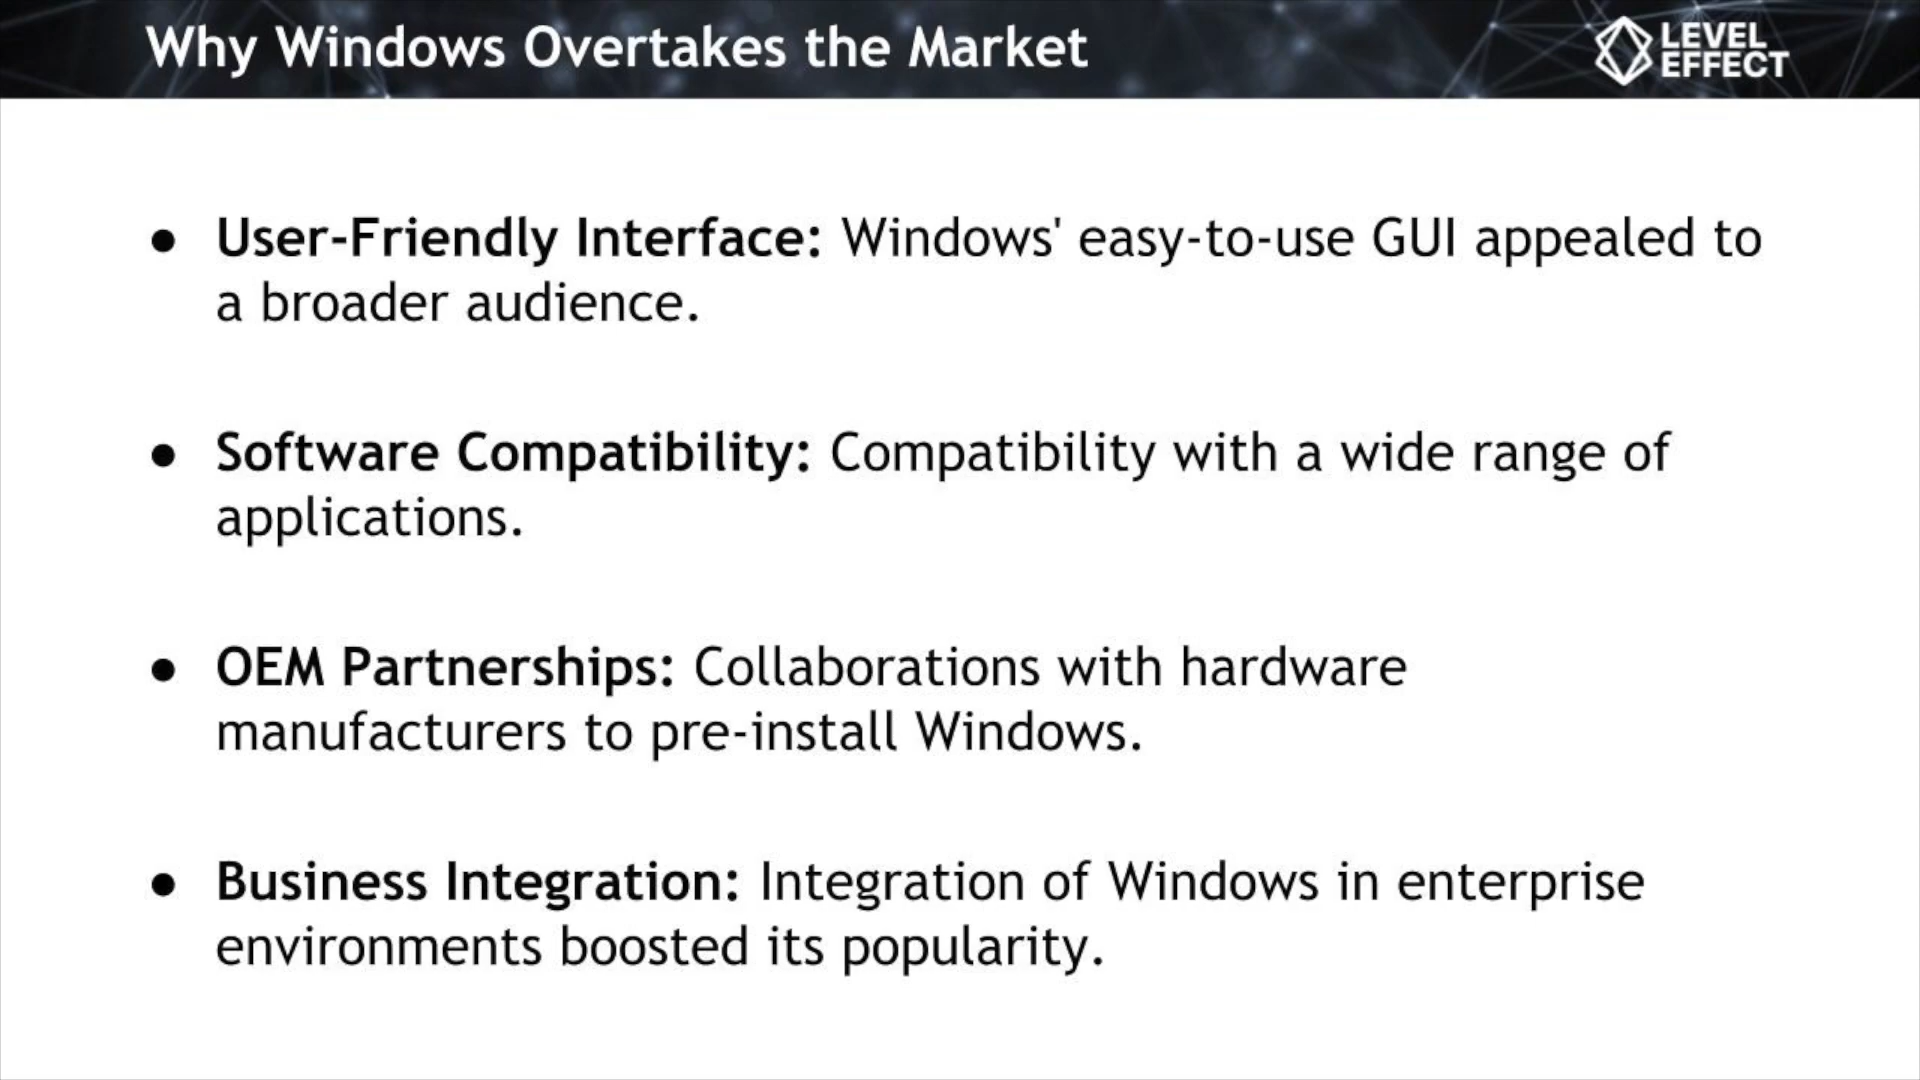 Why Windows Overtakes the Market
LEVEL
EFFECT
● User-Friendly Interface: Windows' easy-to-use GUI appealed to
a broader audience.
● Software Compatibility: Compatibility with a wide range of
applications.
● OEM Partnerships: Collaborations with hardware
manufacturers to pre-install Windows.
● Business Integration: Integration of Windows in enterprise
environments boosted its popularity.